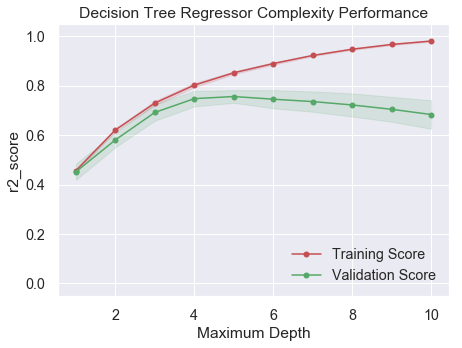 Decision Tree Regressor Complexity Performance
1.0
0.8
0.6
0.4
0.2
0.0
r2_score
2 4 6 8 10
Maximum Depth
Training Score
Validation Score